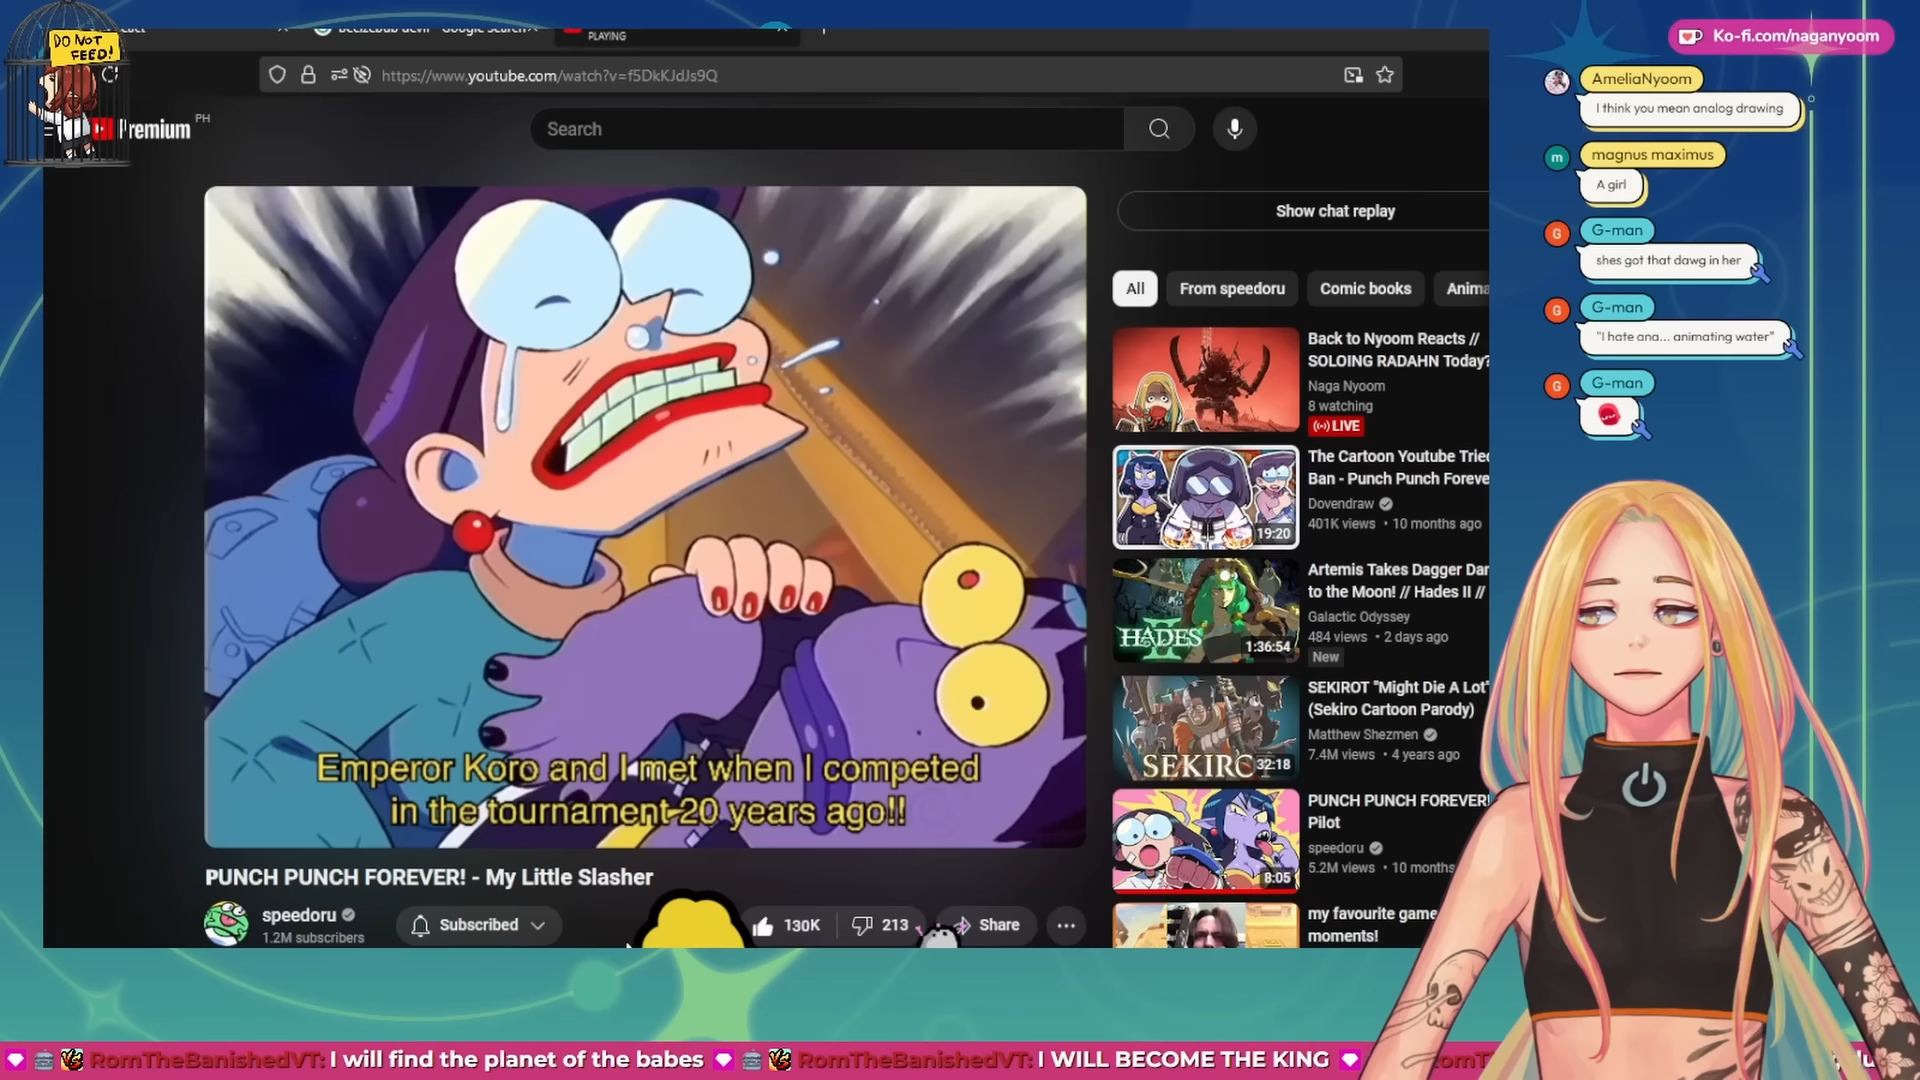 DO NOT
FEED!
beelzebub devil - Google Search
PLAYING
https://www.youtube.com/watch?v=f5DkKJdJs9Q
Premium
PH
Search
Emperor Koro and I met when I competed
in the tournament 20 years ago!!
PUNCH PUNCH FOREVER! - My Little Slasher
speedoru
1.2M subscribers
Subscribed
130K
213
Share
Show chat replay
All
From speedoru
Comic books
Anima
Back to Nyoom Reacts //
SOLOING RADAHN Today?
Naga Nyoom
8 watching
LIVE
The Cartoon Youtube Tried
Ban - Punch Punch Foreve
Dovendraw
401K views • 10 months ago
19:20
Artemis Takes Dagger Dan
to the Moon! // Hades II //
Galactic Odyssey
484 views • 2 days ago
New
HADES
II
1:36:54
SEKIROT "Might Die A Lot"
(Sekiro Cartoon Parody)
Matthew Shezmen
7.4M views • 4 years ago
SEKIRO
32:18
PUNCH PUNCH FOREVER!
Pilot
speedoru
5.2M views • 10 months
8:05
my favourite game
moments!
Ko-fi.com/naganyoom
AmeliaNyoom
I think you mean analog drawing
m
magnus maximus
A girl
G
G-man
shes got that dawg in her
G
G-man
"I hate ana... animating water"
G
G-man
RomTheBanishedVT: I will find the planet of the babes
RomTheBanishedVT: I WILL BECOME THE KING